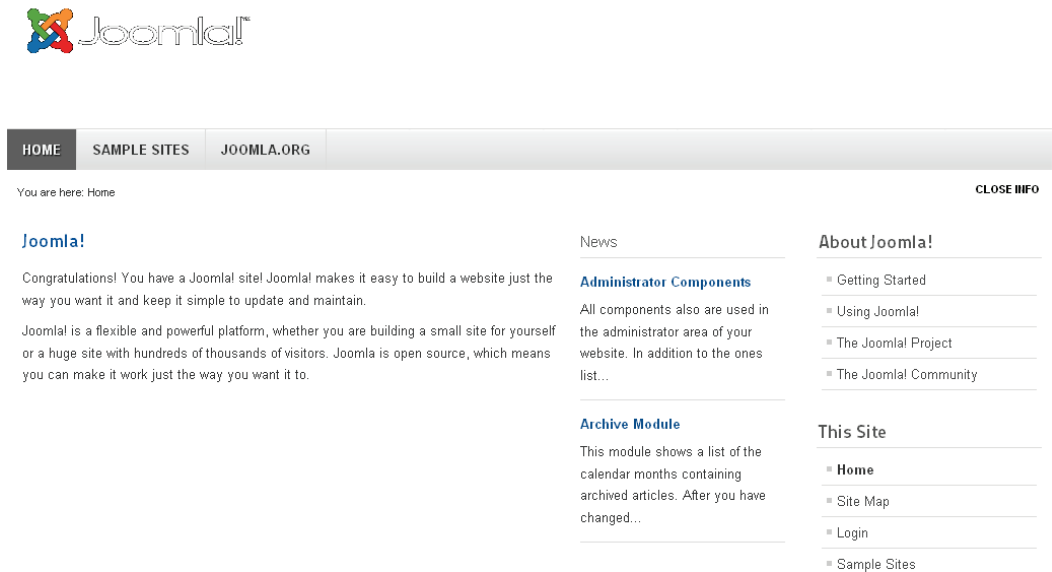 Joomla!™
HOME SAMPLE SITES JOOMLA.ORG
You are here: Home
CLOSE INFO
Joomla!
Congratulations! You have a Joomla! site! Joomla! makes it easy to build a website just the
way you want it and keep it simple to update and maintain.
Joomla! is a flexible and powerful platform, whether you are building a small site for yourself
or a huge site with hundreds of thousands of visitors. Joomla is open source, which means
you can make it work just the way you want it to.
News
Administrator Components
All components also are used in
the administrator area of your
website. In addition to the ones
list...
Archive Module
This module shows a list of the
calendar months containing
archived articles. After you have
changed...
About Joomla!
Getting Started
Using Joomla!
The Joomla! Project
The Joomla! Community
This Site
Home
Site Map
Login
Sample Sites